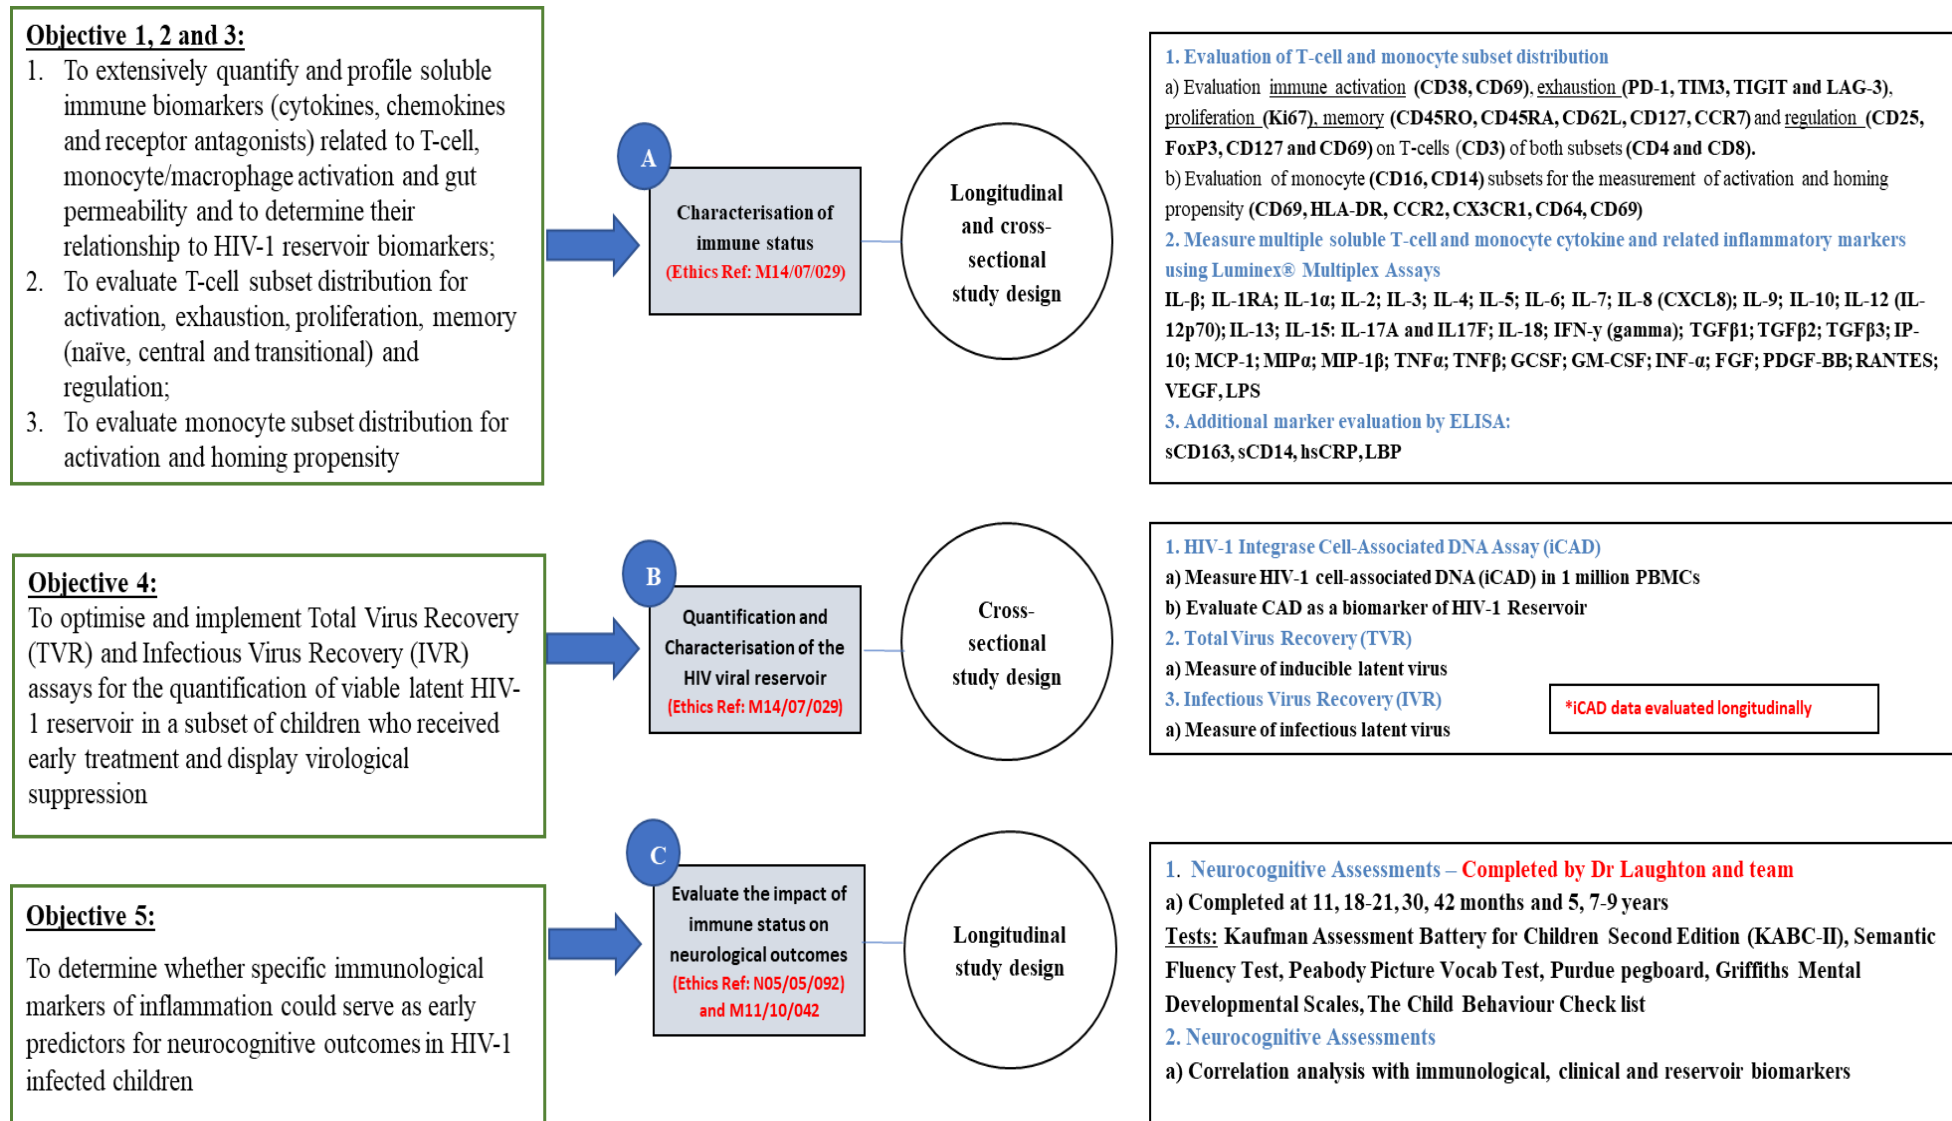 Objective 1, 2 and 3:
1. To extensively quantify and profile soluble
immune biomarkers (cytokines, chemokines
and receptor antagonists) related to T-cell,
monocyte/macrophage activation and gut
permeability and to determine their
relationship to HIV-1 reservoir biomarkers;
2. To evaluate T-cell subset distribution for
activation, exhaustion, proliferation, memory
(naïve, central and transitional) and
regulation;
3. To evaluate monocyte subset distribution for
activation and homing propensity
A
Characterisation of
immune status
(Ethics Ref: M14/07/029)
Longitudinal
and cross-
sectional
study design
1. Evaluation of T-cell and monocyte subset distribution
a) Evaluation immune activation (CD38, CD69), exhaustion (PD-1, TIM3, TIGIT and LAG-3),
proliferation (Ki67), memory (CD45RO, CD45RA, CD62L, CD127, CCR7) and regulation (CD25,
FoxP3, CD127 and CD69) on T-cells (CD3) of both subsets (CD4 and CD8).
b) Evaluation of monocyte (CD16, CD14) subsets for the measurement of activation and homing
propensity (CD69, HLA-DR, CCR2, CX3CR1, CD64, CD69)
2. Measure multiple soluble T-cell and monocyte cytokine and related inflammatory markers
using Luminex® Multiplex Assays
IL-β; IL-1RA; IL-1α; IL-2; IL-3; IL-4; IL-5; IL-6; IL-7; IL-8 (CXCL8); IL-9; IL-10; IL-12 (IL-
12p70); IL-13; IL-15: IL-17A and IL17F; IL-18; IFN-y (gamma); TGFβ1; TGFβ2; TGFβ3; IP-
10; MCP-1; MIPα; MIP-1β; TNFα; TNFβ; GCSF; GM-CSF; INF-α; FGF; PDGF-BB; RANTES;
VEGF, LPS
3. Additional marker evaluation by ELISA:
sCD163, sCD14, hsCRP, LBP
Objective 4:
To optimise and implement Total Virus Recovery
(TVR) and Infectious Virus Recovery (IVR)
assays for the quantification of viable latent HIV-
1 reservoir in a subset of children who received
early treatment and display virological
suppression
B
Quantification and
Characterisation of the
HIV viral reservoir
(Ethics Ref: M14/07/029)
Cross-
sectional
study design
1. HIV-1 Integrase Cell-Associated DNA Assay (iCAD)
a) Measure HIV-1 cell-associated DNA (iCAD) in 1 million PBMCs
b) Evaluate CAD as a biomarker of HIV-1 Reservoir
2. Total Virus Recovery (TVR)
a) Measure of inducible latent virus
3. Infectious Virus Recovery (IVR)
a) Measure of infectious latent virus
*iCAD data evaluated longitudinally
Objective 5:
To determine whether specific immunological
markers of inflammation could serve as early
predictors for neurocognitive outcomes in HIV-1
infected children
C
Evaluate the impact of
immune status on
neurological outcomes
(Ethics Ref: N05/05/092)
and M11/10/042
Longitudinal
study design
1. Neurocognitive Assessments – Completed by Dr Laughton and team
a) Completed at 11, 18-21, 30, 42 months and 5, 7-9 years
Tests: Kaufman Assessment Battery for Children Second Edition (KABC-II), Semantic
Fluency Test, Peabody Picture Vocab Test, Purdue pegboard, Griffiths Mental
Developmental Scales, The Child Behaviour Check list
2. Neurocognitive Assessments
a) Correlation analysis with immunological, clinical and reservoir biomarkers